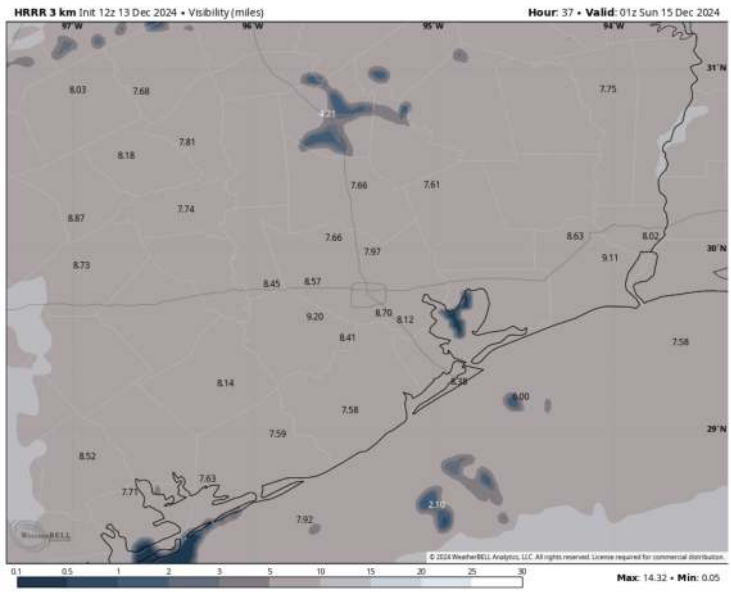 HRRR 3 km Init 12z 13 Dec 2024 • Visibility (miles)
Hour: 37 • Valid: 01z Sun 15 Dec 2024
97°W 96°W 95°W 94°W
31°N
8.03 7.68 7.75
4.21
7.81
8.18
7.66 7.61
7.74
8.87
7.66 8.63 8.02
30°N
7.97
9.11
8.73
8.45 8.57
9.20 8.70 8.12
8.41
7.58
8.14 8.38
6.00
7.58
29°N
7.59
8.52
7.63
7.71
2.10
7.92
WEATHERBELL
© 2024 WeatherBELL Analytics, LLC. All rights reserved. License required for commercial distribution.
0.1 0.5 1 2 3 5 10 15 20 25 30
Max: 14.32 • Min: 0.05